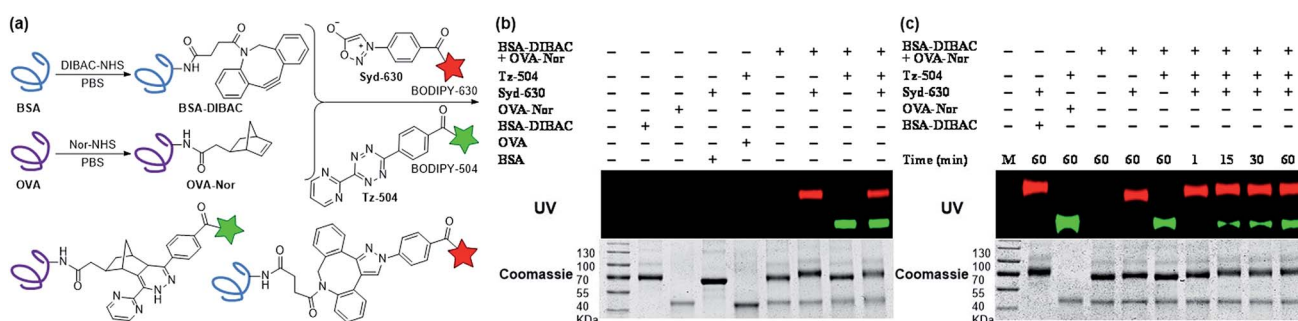 (a)
DIBAC-NHS
PBS
BSA
NH
O
O
N
BSA-DIBAC
Nor-NHS
PBS
OVA
H
N
O
OVA-Nor
O
N
N
O
Syd-630
BODIPY-630
O
N
N
N
N
N
N
BODIPY-504
Tz-504
H
N
O
N
NH
N
N
O
H
N
O
O
N
N
N
O
(b)
BSA-DIBAC
+ OVA-Nor – – – – – + + + +
Tz-504 – – – – + – – + +
Syd-630 – – – + – – + – +
OVA-Nor – – + – – – – – –
BSA-DIBAC – + – – – – – – –
OVA – – – – + – – – –
BSA – – – + – – – – –
UV
Coomassie
130
100
70
55
40
KDa
(c)
BSA-DIBAC
+ OVA-Nor – – – + + + + + + +
Tz-504 – – + – – + + + + +
Syd-630 – + – – + – + + + +
OVA-Nor – – + – – – – – – –
BSA-DIBAC – + – – – – – – – –
Time (min) M 60 60 60 60 60 1 15 30 60
UV
Coomassie
130
100
70
55
40
KDa